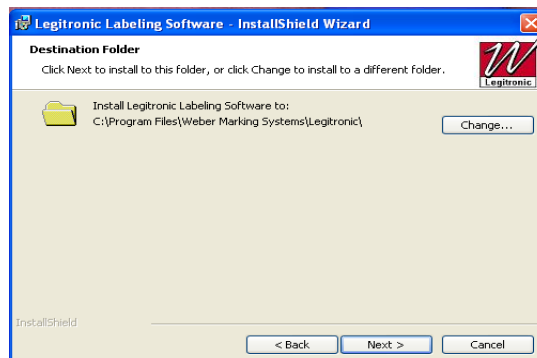 Legitronic Labeling Software - InstallShield Wizard
Destination Folder
Click Next to install to this folder, or click Change to install to a different folder.
Legitronic
Install Legitronic Labeling Software to:
C:\Program Files\Weber Marking Systems\Legitronic\
Change...
InstallShield
< Back
Next >
Cancel